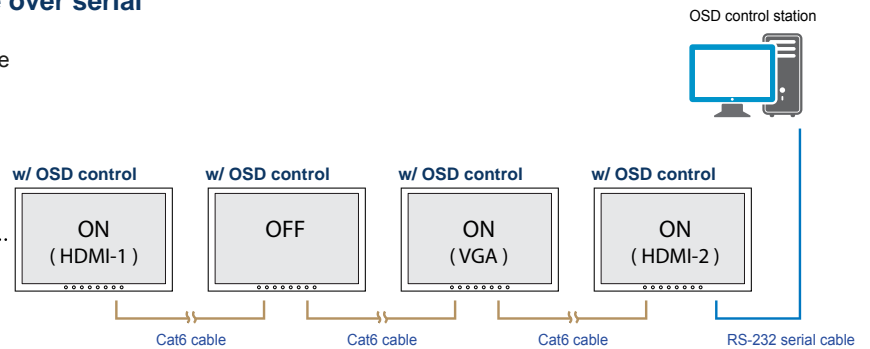 over serial
OSD control station
w/ OSD control w/ OSD control w/ OSD control w/ OSD control
ON
( HDMI-1 )
OFF
ON
( VGA )
ON
( HDMI-2 )
..
Cat6 cable Cat6 cable Cat6 cable RS-232 serial cable